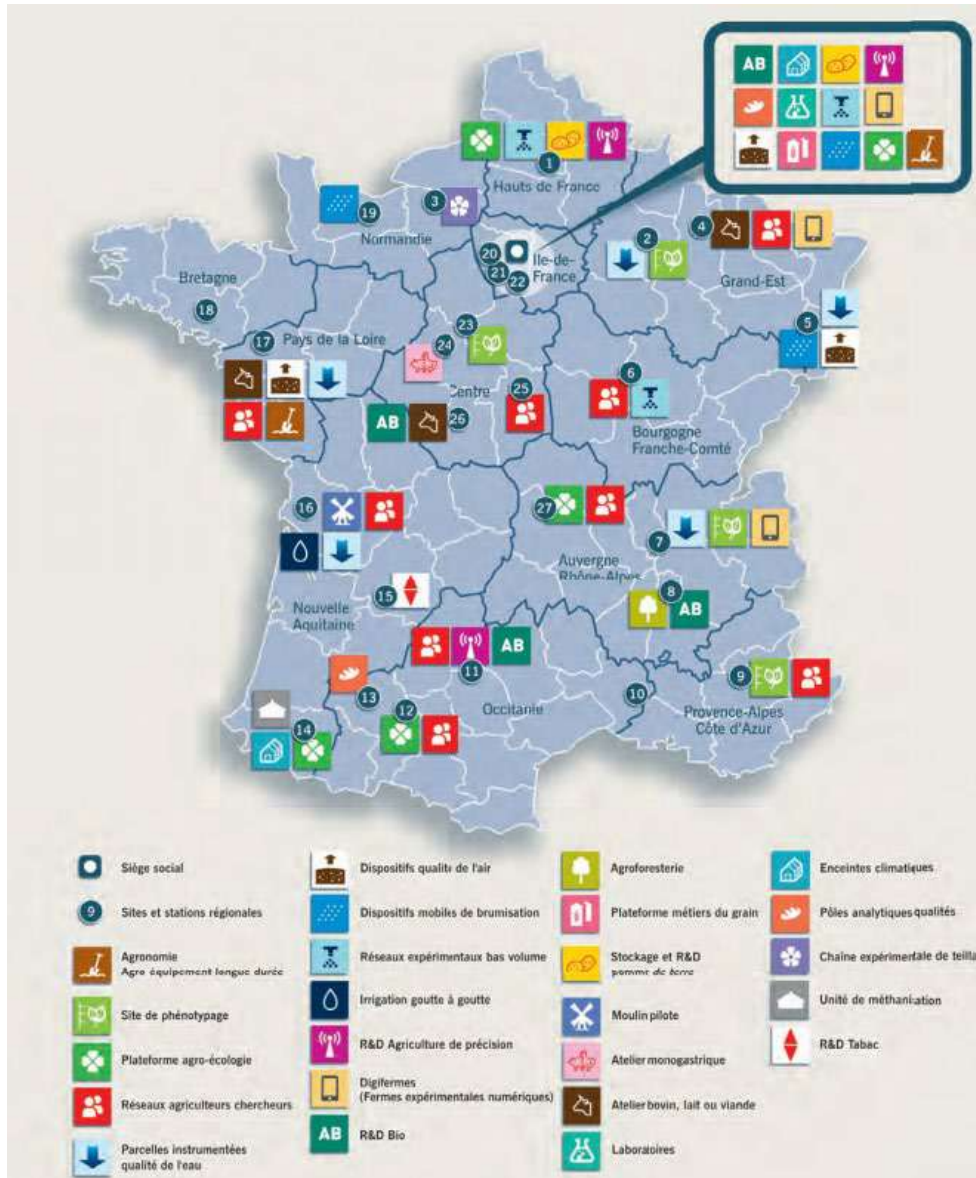 AB
1
Hauts de France
3
19
Normandie
2
4
20
Ile-de-
France
21
22
Grand-Est
Bretagne
18
5
17
Pays de la Loire
23
24
Centre
25
6
AB
26
Bourgogne
Franche-Comté
16
27
7
Auvergne
Rhône-Alpes
15
8
AB
Nouvelle
Aquitaine
AB
11
9
13
10
12
Occitanie
Provence-Alpes
Côte d'Azur
14
Siège social
9 Sites et stations régionales
Agronomie
Agro équipement longue durée
Site de phénotypage
Plateforme agro-écologie
Réseaux agriculteurs chercheurs
Parcelles instrumentées
qualité de l'eau
Dispositifs qualité de l'air
Dispositifs mobiles de brumisation
Réseaux expérimentaux bas volume
Irrigation goutte à goutte
R&D Agriculture de précision
Digifermes
(Fermes expérimentales numériques)
AB R&D Bio
Agroforesterie
Plateforme métiers du grain
Stockage et R&D
pomme de terre
Moulin pilote
Atelier monogastrique
Atelier bovin, lait ou viande
Laboratoires
Enceintes climatiques
Pôles analytiques qualités
Chaîne expérimentale de teilla
Unité de méthanisation
R&D Tabac